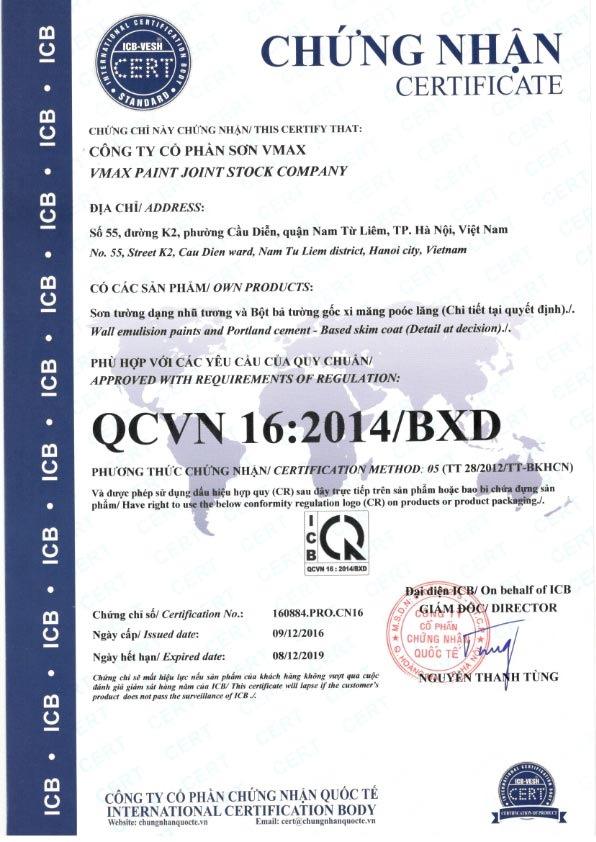 ICB • ICB • ICB • ICB • ICB • ICB • ICB • ICB • ICB • ICB • ICB • ICB
INTERNATIONAL CERTIFICATION BODY
ICB-VESH
CERT
• STANDARD •
CHỨNG NHẬN
CERTIFICATE
CHỨNG CHỈ NÀY CHỨNG NHẬN/ THIS CERTIFY THAT:
CÔNG TY CỔ PHẦN SƠN VMAX
VMAX PAINT JOINT STOCK COMPANY
ĐỊA CHỈ/ ADDRESS:
Số 55, đường K2, phường Cầu Diễn, quận Nam Từ Liêm, TP. Hà Nội, Việt Nam
No. 55, Street K2, Cau Dien ward, Nam Tu Liem district, Hanoi city, Vietnam
CÓ CÁC SẢN PHẨM/ OWN PRODUCTS:
Sơn tường dạng nhũ tương và Bột bả tường gốc xi măng poóc lăng (Chi tiết tại quyết định)./.
Wall emulision paints and Portland cement - Based skim coat (Detail at decision)./.
PHÙ HỢP VỚI CÁC YÊU CẦU CỦA QUY CHUẨN/
APPROVED WITH REQUIREMENTS OF REGULATION:
QCVN 16:2014/BXD
PHƯƠNG THỨC CHỨNG NHẬN/ CERTIFICATION METHOD: 05 (TT 28/2012/TT-BKHCN)
Và được phép sử dụng dấu hiệu hợp quy (CR) sau đây trực tiếp trên sản phẩm hoặc bao bì chứa đựng sản
phẩm/ Have right to use the below conformity regulation logo (CR) on products or product packaging./.
ICB
CR
QCVN 16 : 2014/BXD
Đại diện ICB/ On behalf of ICB
GIÁM ĐỐC/ DIRECTOR
CÔNG TY
CỔ PHẦN
CHỨNG NHẬN
QUỐC TẾ
NGUYỄN THANH TÙNG
Chứng chỉ số/ Certification No.: 160884.PRO.CN16
Ngày cấp/ Issued date: 09/12/2016
Ngày hết hạn/ Expired date: 08/12/2019
Chứng chỉ sẽ mất hiệu lực nếu sản phẩm của khách hàng không vượt qua cuộc
đánh giá giám sát hàng năm của ICB/ This certificate will lapse if the customer's
product does not pass the surveillance of ICB ./.
CÔNG TY CỔ PHẦN CHỨNG NHẬN QUỐC TẾ
INTERNATIONAL CERTIFICATION BODY
Website: chungnhanquocte.vn Email: cert@chungnhanquocte.vn
ICB-VESH
CERT
CERTIFICATION OF PRODUCT